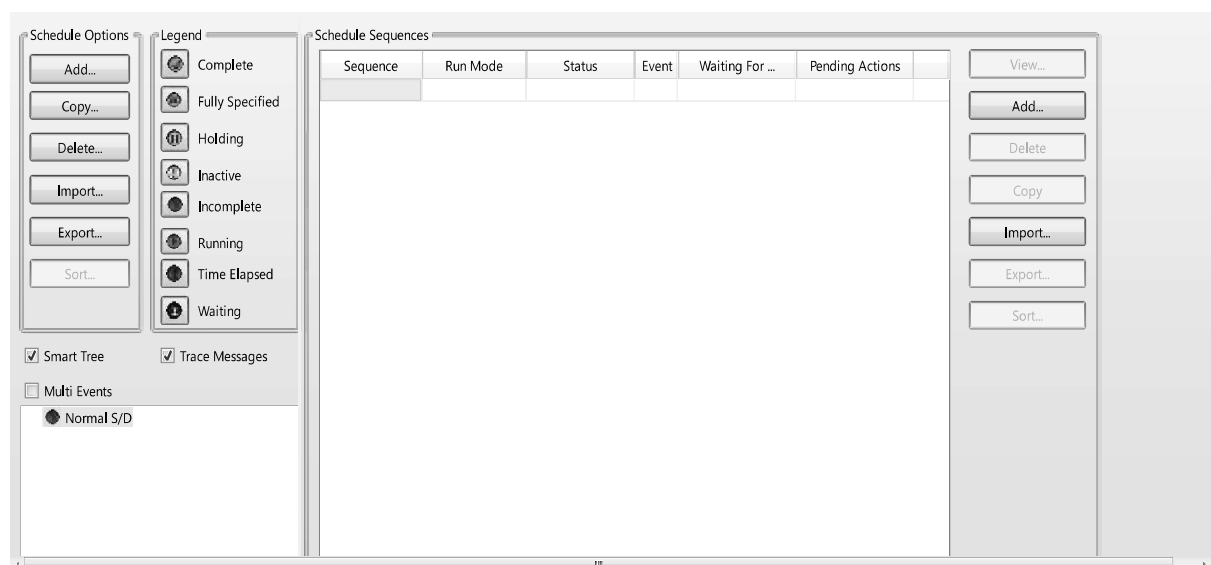 Schedule Options
Add...
Copy...
Delete...
Import...
Export...
Sort...
Legend
Complete
Fully Specified
Holding
Inactive
Incomplete
Running
Time Elapsed
Waiting
Smart Tree
Trace Messages
Multi Events
Normal S/D
Schedule Sequences
Sequence Run Mode Status Event Waiting For ... Pending Actions
View...
Add...
Delete
Copy
Import...
Export...
Sort...